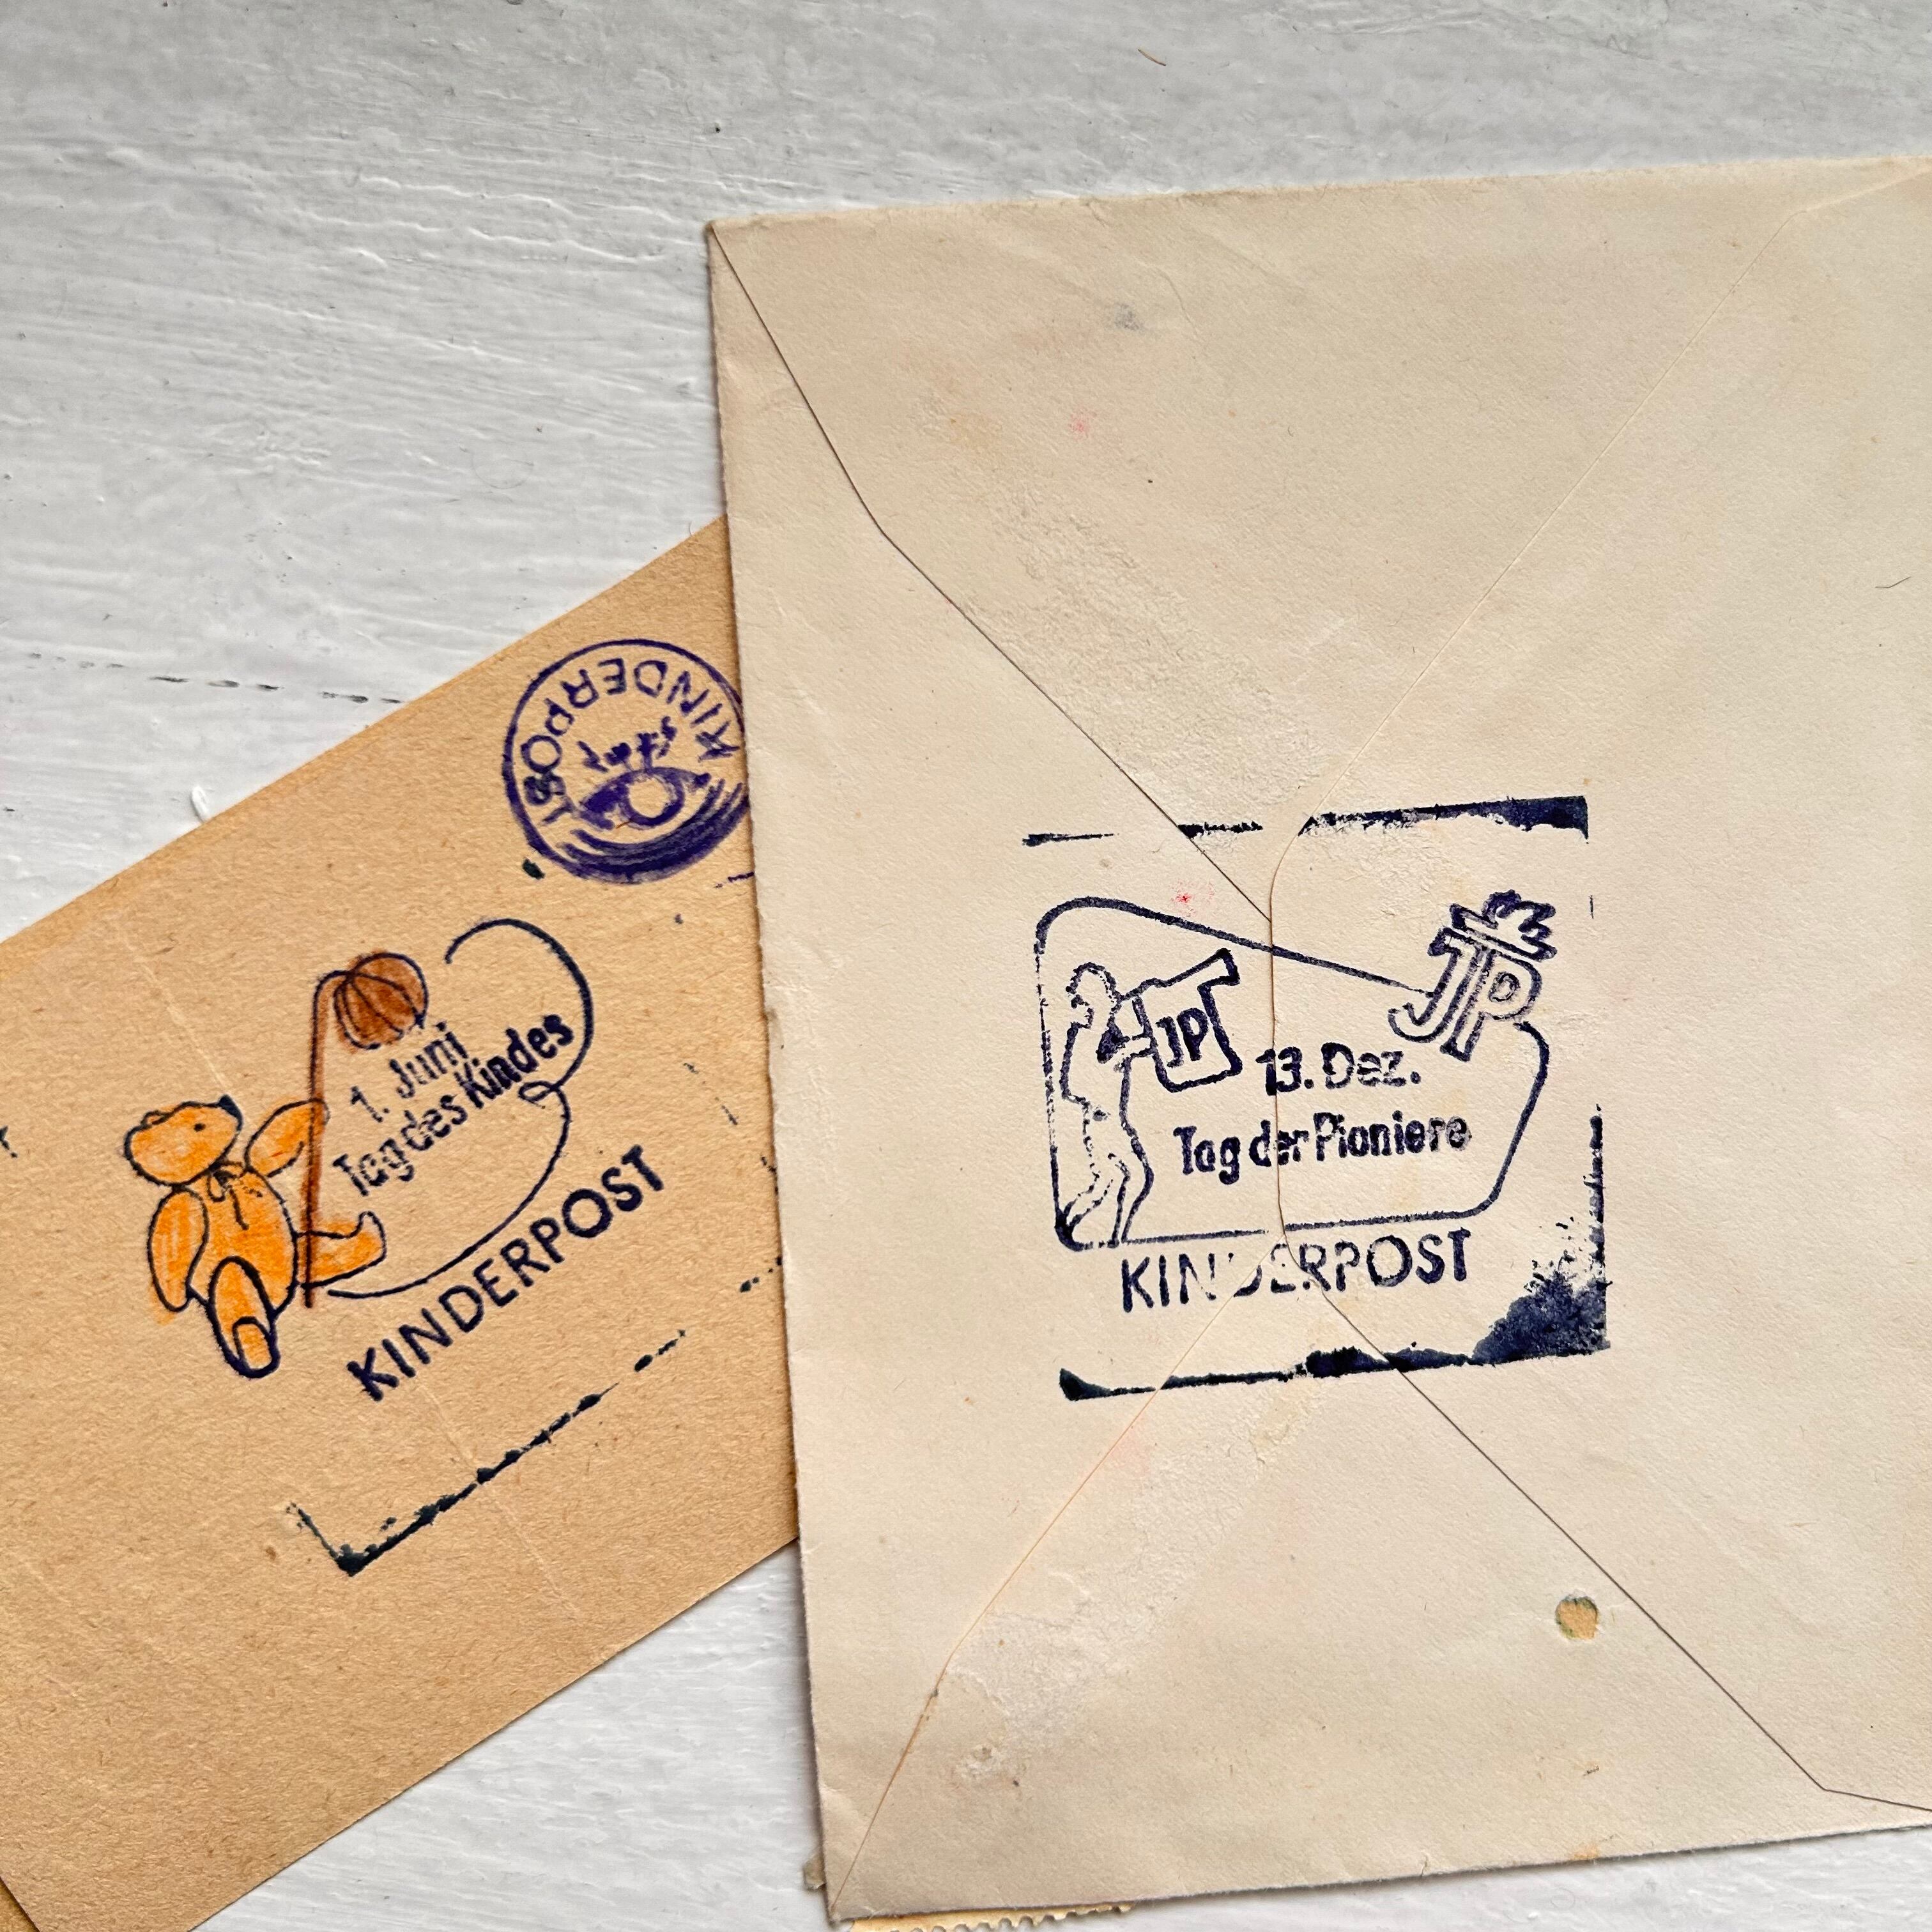 KINDERPOST
1. Juni
Tag des Kindes
KINDERPOST
JP
JP
13. Dez.
Tag der Pioniere
KINDERPOST